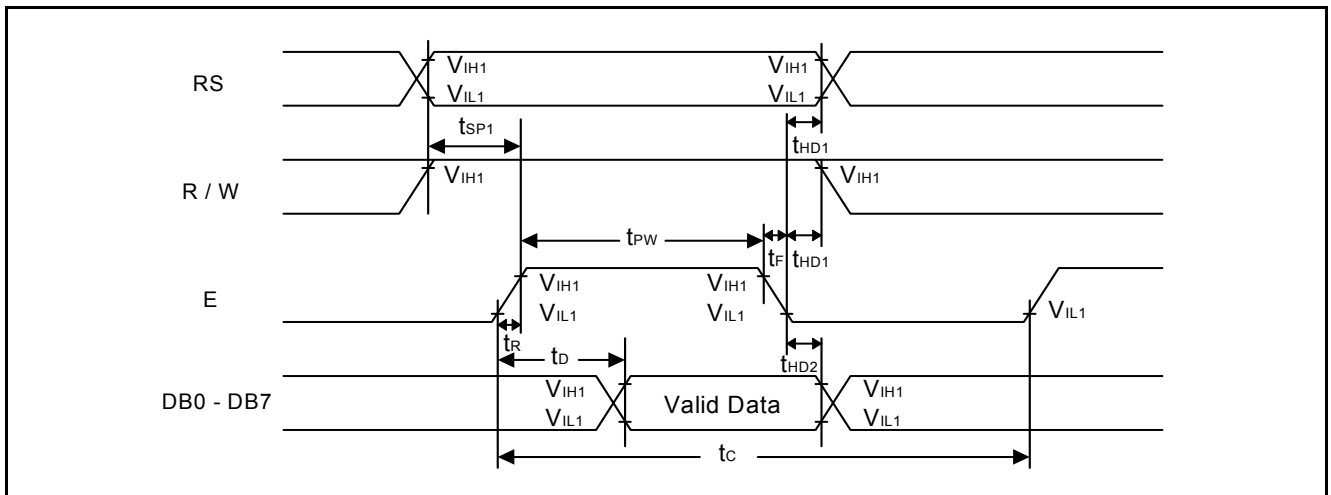 RS
VIH1
VIL1
VIH1
VIL1
tSP1
tHD1
R / W
VIH1
VIH1
tPW
tF
tHD1
E
VIH1
VIL1
VIH1
VIL1
VIL1
tR
tD
tHD2
DB0 - DB7
VIH1
VIL1
Valid Data
VIH1
VIL1
tC